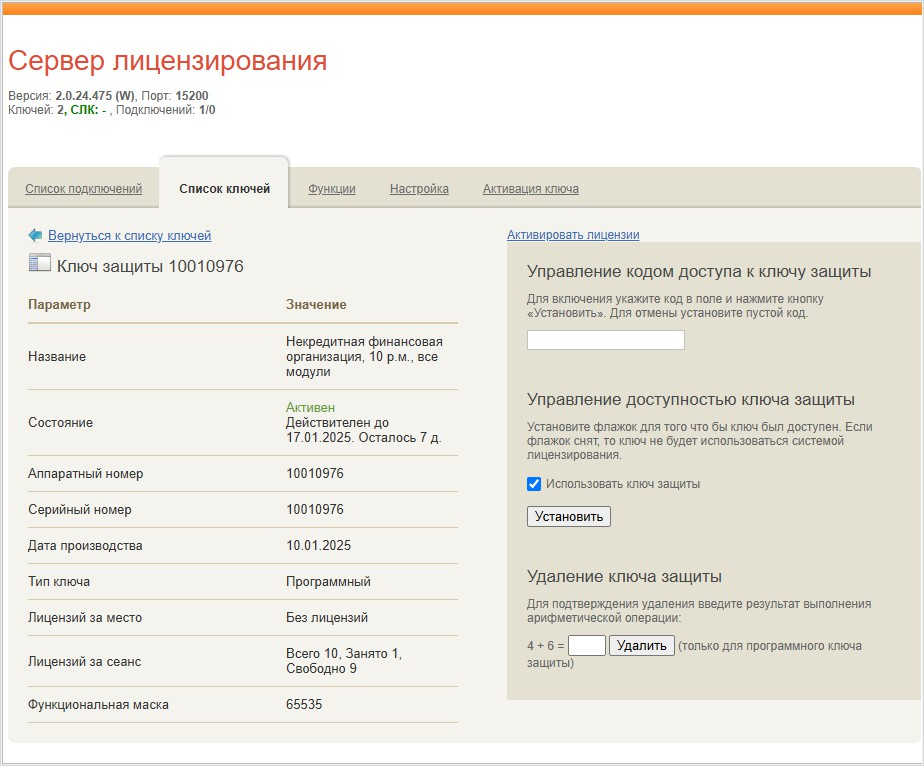 Сервер лицензирования
Версия: 2.0.24.475 (W), Порт: 15200
Ключей: 2, СЛК: - , Подключений: 1/0
Список подключений
Список ключей
Функции
Настройка
Активация ключа
Вернуться к списку ключей
Ключ защиты 10010976
Параметр Значение
Название
Некредитная финансовая
организация, 10 р.м., все
модули
Состояние
Активен
Действителен до
17.01.2025. Осталось 7 д.
Аппаратный номер 10010976
Серийный номер 10010976
Дата производства 10.01.2025
Тип ключа Программный
Лицензий за место Без лицензий
Лицензий за сеанс
Всего 10, Занято 1,
Свободно 9
Функциональная маска 65535
Активировать лицензии
Управление кодом доступа к ключу защиты
Для включения укажите код в поле и нажмите кнопку
«Установить». Для отмены установите пустой код.
Управление доступностью ключа защиты
Установите флажок для того что бы ключ был доступен. Если
флажок снят, то ключ не будет использоваться системой
лицензирования.
Использовать ключ защиты
Установить
Удаление ключа защиты
Для подтверждения удаления введите результат выполнения
арифметической операции:
4 + 6 = Удалить (только для программного ключа
защиты)